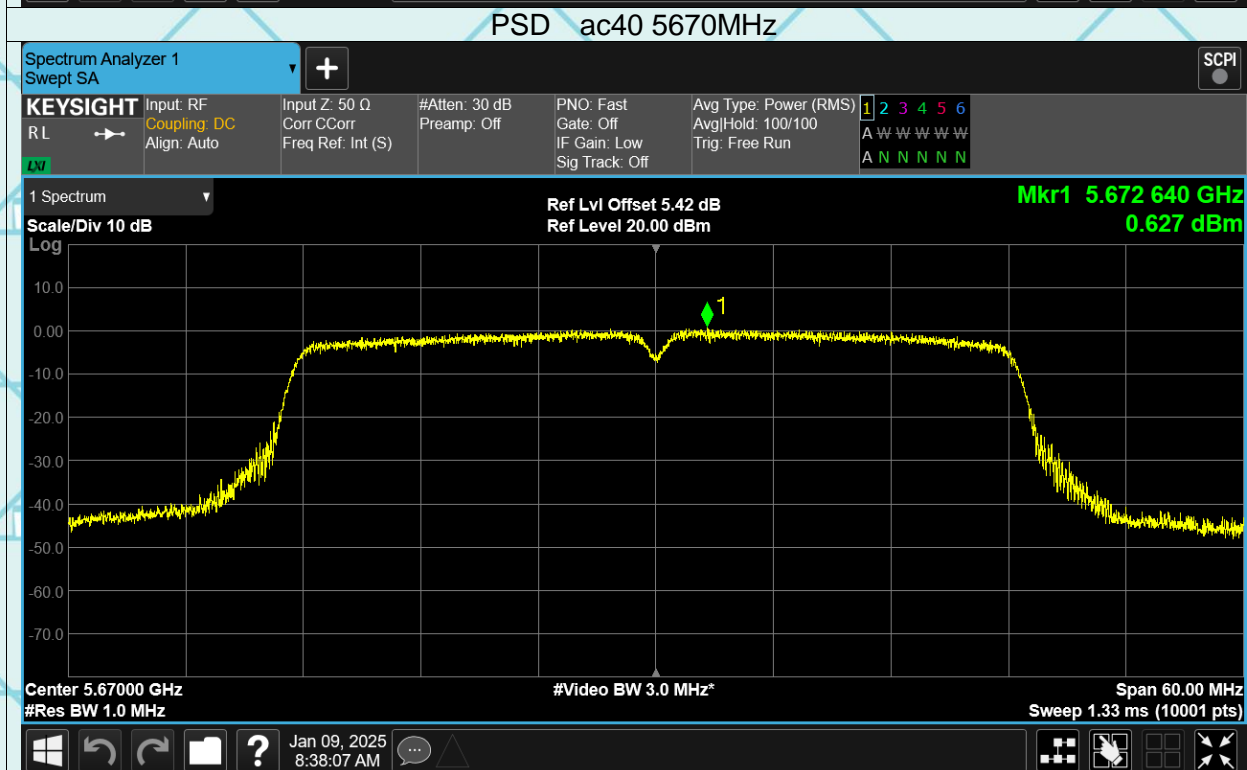 PSD ac40 5670MHz
Spectrum Analyzer 1
Swept SA
+
SCPI
KEYSIGHT
R L
LXI
Input: RF
Coupling: DC
Align: Auto
Input Z: 50 Ω
Corr CCorr
Freq Ref: Int (S)
#Atten: 30 dB
Preamp: Off
PNO: Fast
Gate: Off
IF Gain: Low
Sig Track: Off
Avg Type: Power (RMS)
Avg|Hold: 100/100
Trig: Free Run
1 2 3 4 5 6
A W W W W W
A N N N N N
1 Spectrum
Scale/Div 10 dB
Log
Ref Lvl Offset 5.42 dB
Ref Level 20.00 dBm
Mkr1 5.672 640 GHz
0.627 dBm
1
10.0
0.00
-10.0
-20.0
-30.0
-40.0
-50.0
-60.0
-70.0
Center 5.67000 GHz
#Res BW 1.0 MHz
#Video BW 3.0 MHz*
Span 60.00 MHz
Sweep 1.33 ms (10001 pts)
?
Jan 09, 2025
8:38:07 AM